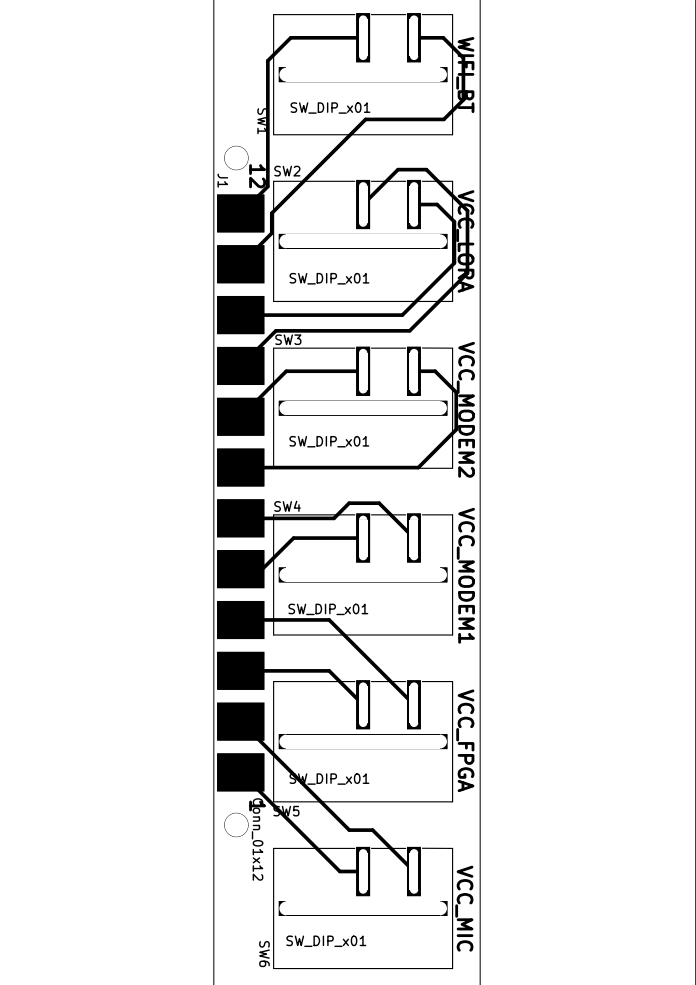 WIFI_BT
SW_DIP_x01
SW1
12
J1
SW2
VCC_LORA
SW_DIP_x01
SW3
VCC_MODEM2
SW_DIP_x01
SW4
VCC_MODEM1
SW_DIP_x01
VCC_FPGA
SW_DIP_x01
1
Conn_01x12
SW5
VCC_MIC
SW_DIP_x01
SW6